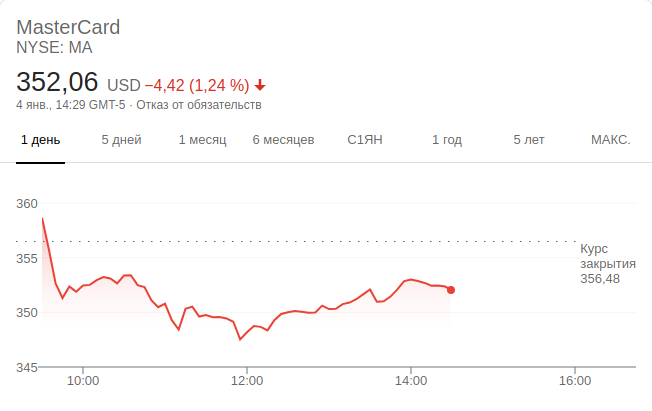 MasterCard
NYSE: MA
352,06 USD −4,42 (1,24 %)
4 янв., 14:29 GMT-5 · Отказ от обязательств
1 день 5 дней 1 месяц 6 месяцев С1ЯН 1 год 5 лет МАКС.
360
355
350
345
Курс
закрытия
356,48
10:00 12:00 14:00 16:00